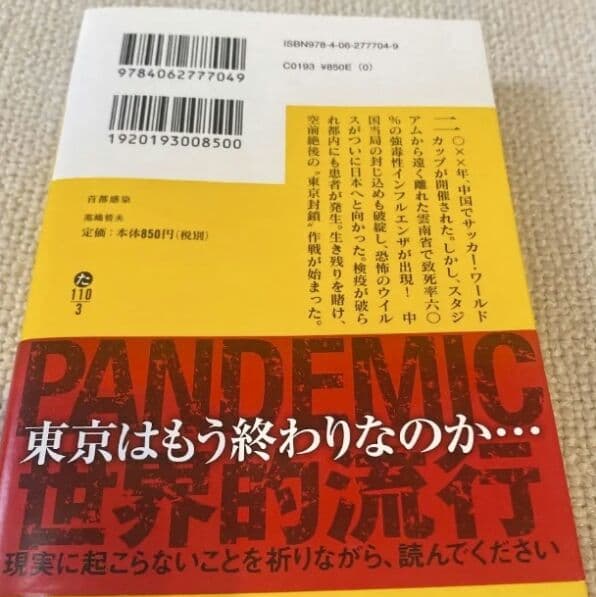 ISBN978-4-06-277704-9
C0193 ¥850E (0)
9784062777049
1920193008500
二〇××年、中国でサッカー・ワールド
カップが開催された。しかし、スタジ
アムから遠く離れた雲南省で致死率六〇
%の強毒性インフルエンザが出現！　中
国当局の封じ込めも破綻し、恐怖のウイル
スがついに日本へと向かった。検疫が破ら
れ都内にも患者が発生。生き残りを賭け、
空前絶後の〝東京封鎖〟作戦が始まった。
首都感染
高嶋哲夫
定価：本体850円(税別)
た
110
3
PANDEMIC
東京はもう終わりなのか…
世界的流行
現実に起こらないことを祈りながら、読んでください